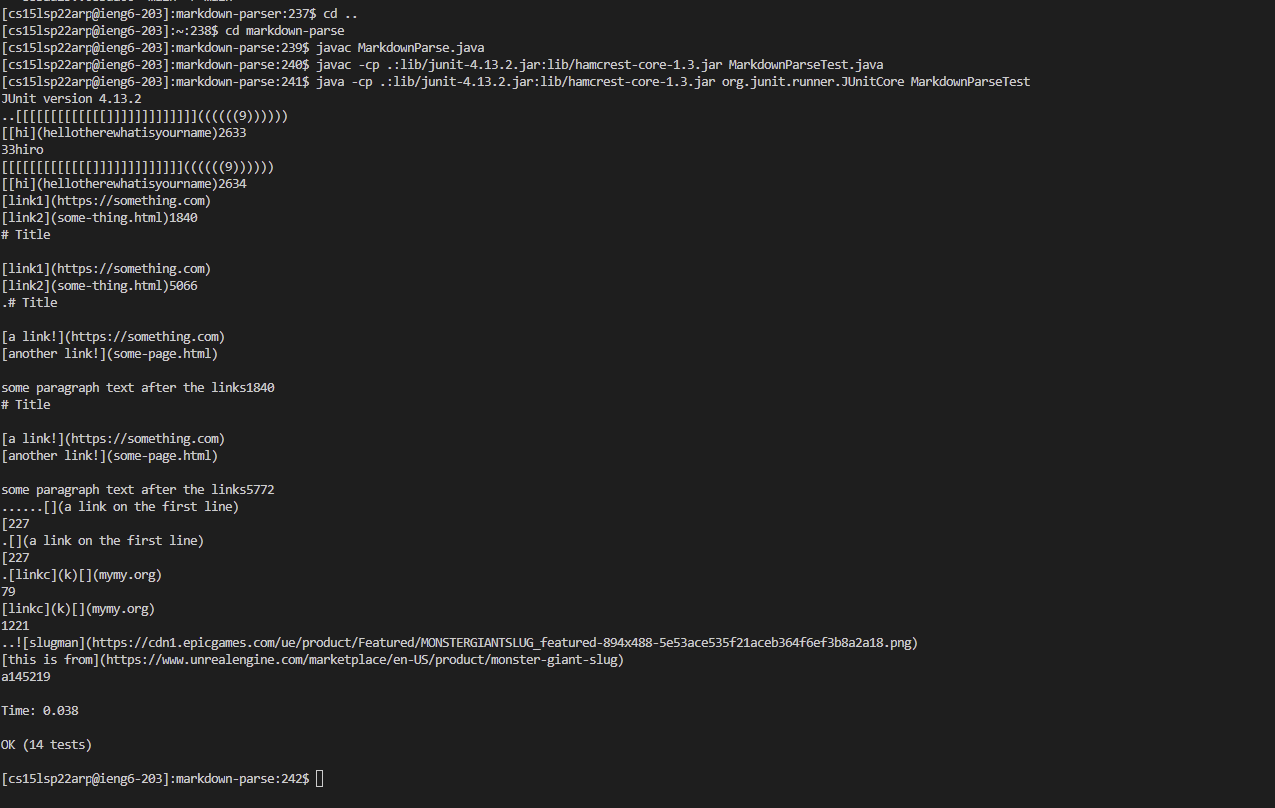 [cs15lsp22arp@ieng6-203]:markdown-parser:237$ cd ..
[cs15lsp22arp@ieng6-203]:~:238$ cd markdown-parse
[cs15lsp22arp@ieng6-203]:markdown-parse:239$ javac MarkdownParse.java
[cs15lsp22arp@ieng6-203]:markdown-parse:240$ javac -cp .:lib/junit-4.13.2.jar:lib/hamcrest-core-1.3.jar MarkdownParseTest.java
[cs15lsp22arp@ieng6-203]:markdown-parse:241$ java -cp .:lib/junit-4.13.2.jar:lib/hamcrest-core-1.3.jar org.junit.runner.JUnitCore MarkdownParseTest
JUnit version 4.13.2
..[[[[[[[[[[[[[]]]]]]]]]]]]]((((((9))))))
[[hi](hellotherewhatisyourname)2633
33hiro
[[[[[[[[[[[[[]]]]]]]]]]]]]((((((9))))))
[[hi](hellotherewhatisyourname)2634
[link1](https://something.com)
[link2](some-thing.html)1840
# Title
[link1](https://something.com)
[link2](some-thing.html)5066
.# Title
[a link!](https://something.com)
[another link!](some-page.html)
some paragraph text after the links1840
# Title
[a link!](https://something.com)
[another link!](some-page.html)
some paragraph text after the links5772
......[](a link on the first line)
[227
.[](a link on the first line)
[227
.[linkc](k)[](mymy.org)
79
[linkc](k)[](mymy.org)
1221
..![slugman](https://cdn1.epicgames.com/ue/product/Featured/MONSTERGIANTSLUG_featured-894x488-5e53ace535f21aceb364f6ef3b8a2a18.png)
[this is from](https://www.unrealengine.com/marketplace/en-US/product/monster-giant-slug)
a145219
Time: 0.038
OK (14 tests)
[cs15lsp22arp@ieng6-203]:markdown-parse:242$